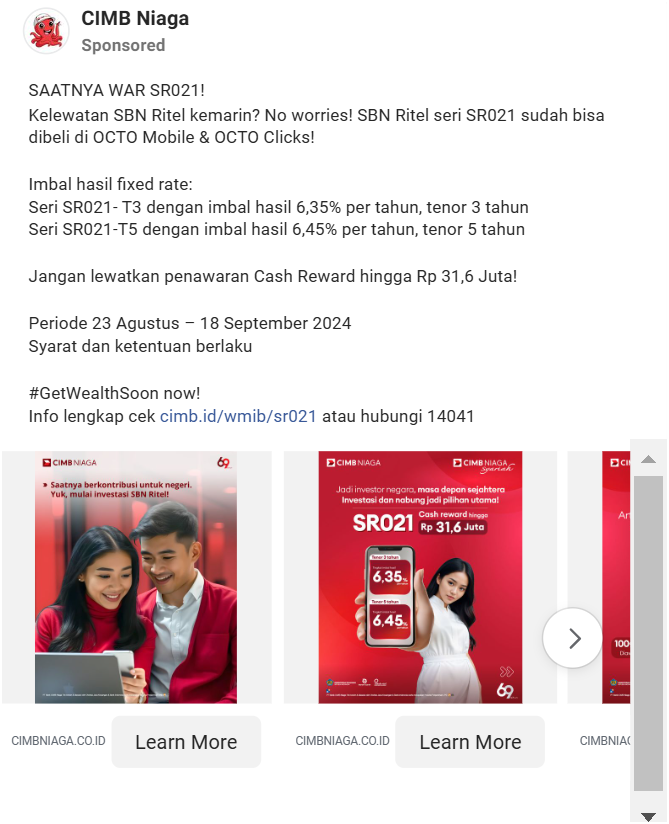 CIMB Niaga
Sponsored
SAATNYA WAR SR021!
Kelewatan SBN Ritel kemarin? No worries! SBN Ritel seri SR021 sudah bisa
dibeli di OCTO Mobile & OCTO Clicks!
Imbal hasil fixed rate:
Seri SR021- T3 dengan imbal hasil 6,35% per tahun, tenor 3 tahun
Seri SR021-T5 dengan imbal hasil 6,45% per tahun, tenor 5 tahun
Jangan lewatkan penawaran Cash Reward hingga Rp 31,6 Juta!
Periode 23 Agustus – 18 September 2024
Syarat dan ketentuan berlaku
#GetWealthSoon now!
Info lengkap cek cimb.id/wmib/sr021 atau hubungi 14041
CIMB NIAGA
69
Saatnya berkontribusi untuk negeri.
Yuk, mulai investasi SBN Ritel!
CIMBNIAGA.CO.ID
Learn More
CIMB NIAGA
CIMB NIAGA
Syariah
Jadi investor negara, masa depan sejahtera
Investasi dan nabung jadi pilihan utama!
SR021
Cash reward hingga
Rp 31,6 Juta
Tenor 3 tahun
6,35%
Tenor 5 tahun
6,45%
69
CIMBNIAGA.CO.ID
Learn More
An
100
CIMBNIAG